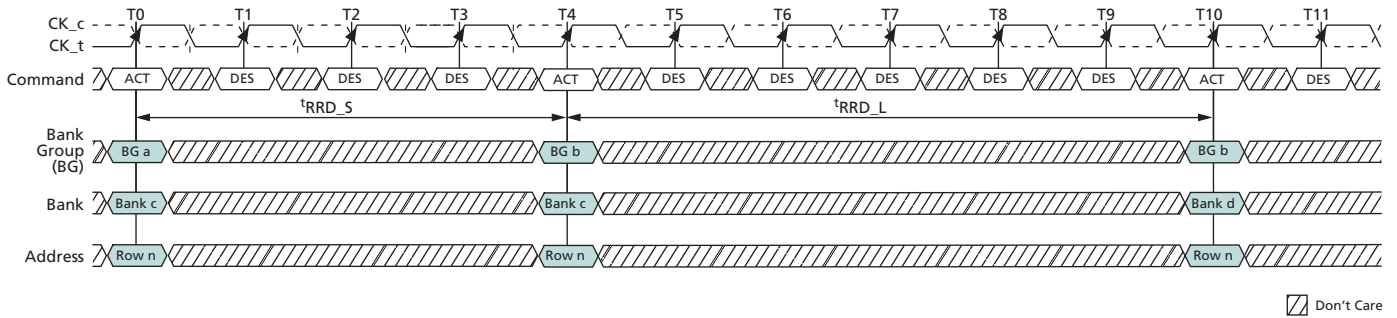 T0 T1 T2 T3 T4 T5 T6 T7 T8 T9 T10 T11
CK_c
CK_t
Command ACT DES DES DES ACT DES DES DES DES DES ACT DES
tRRD_S tRRD_L
Bank
Group
(BG)
BG a BG b BG b
Bank Bank c Bank c Bank d
Address Row n Row n Row n
Don't Care